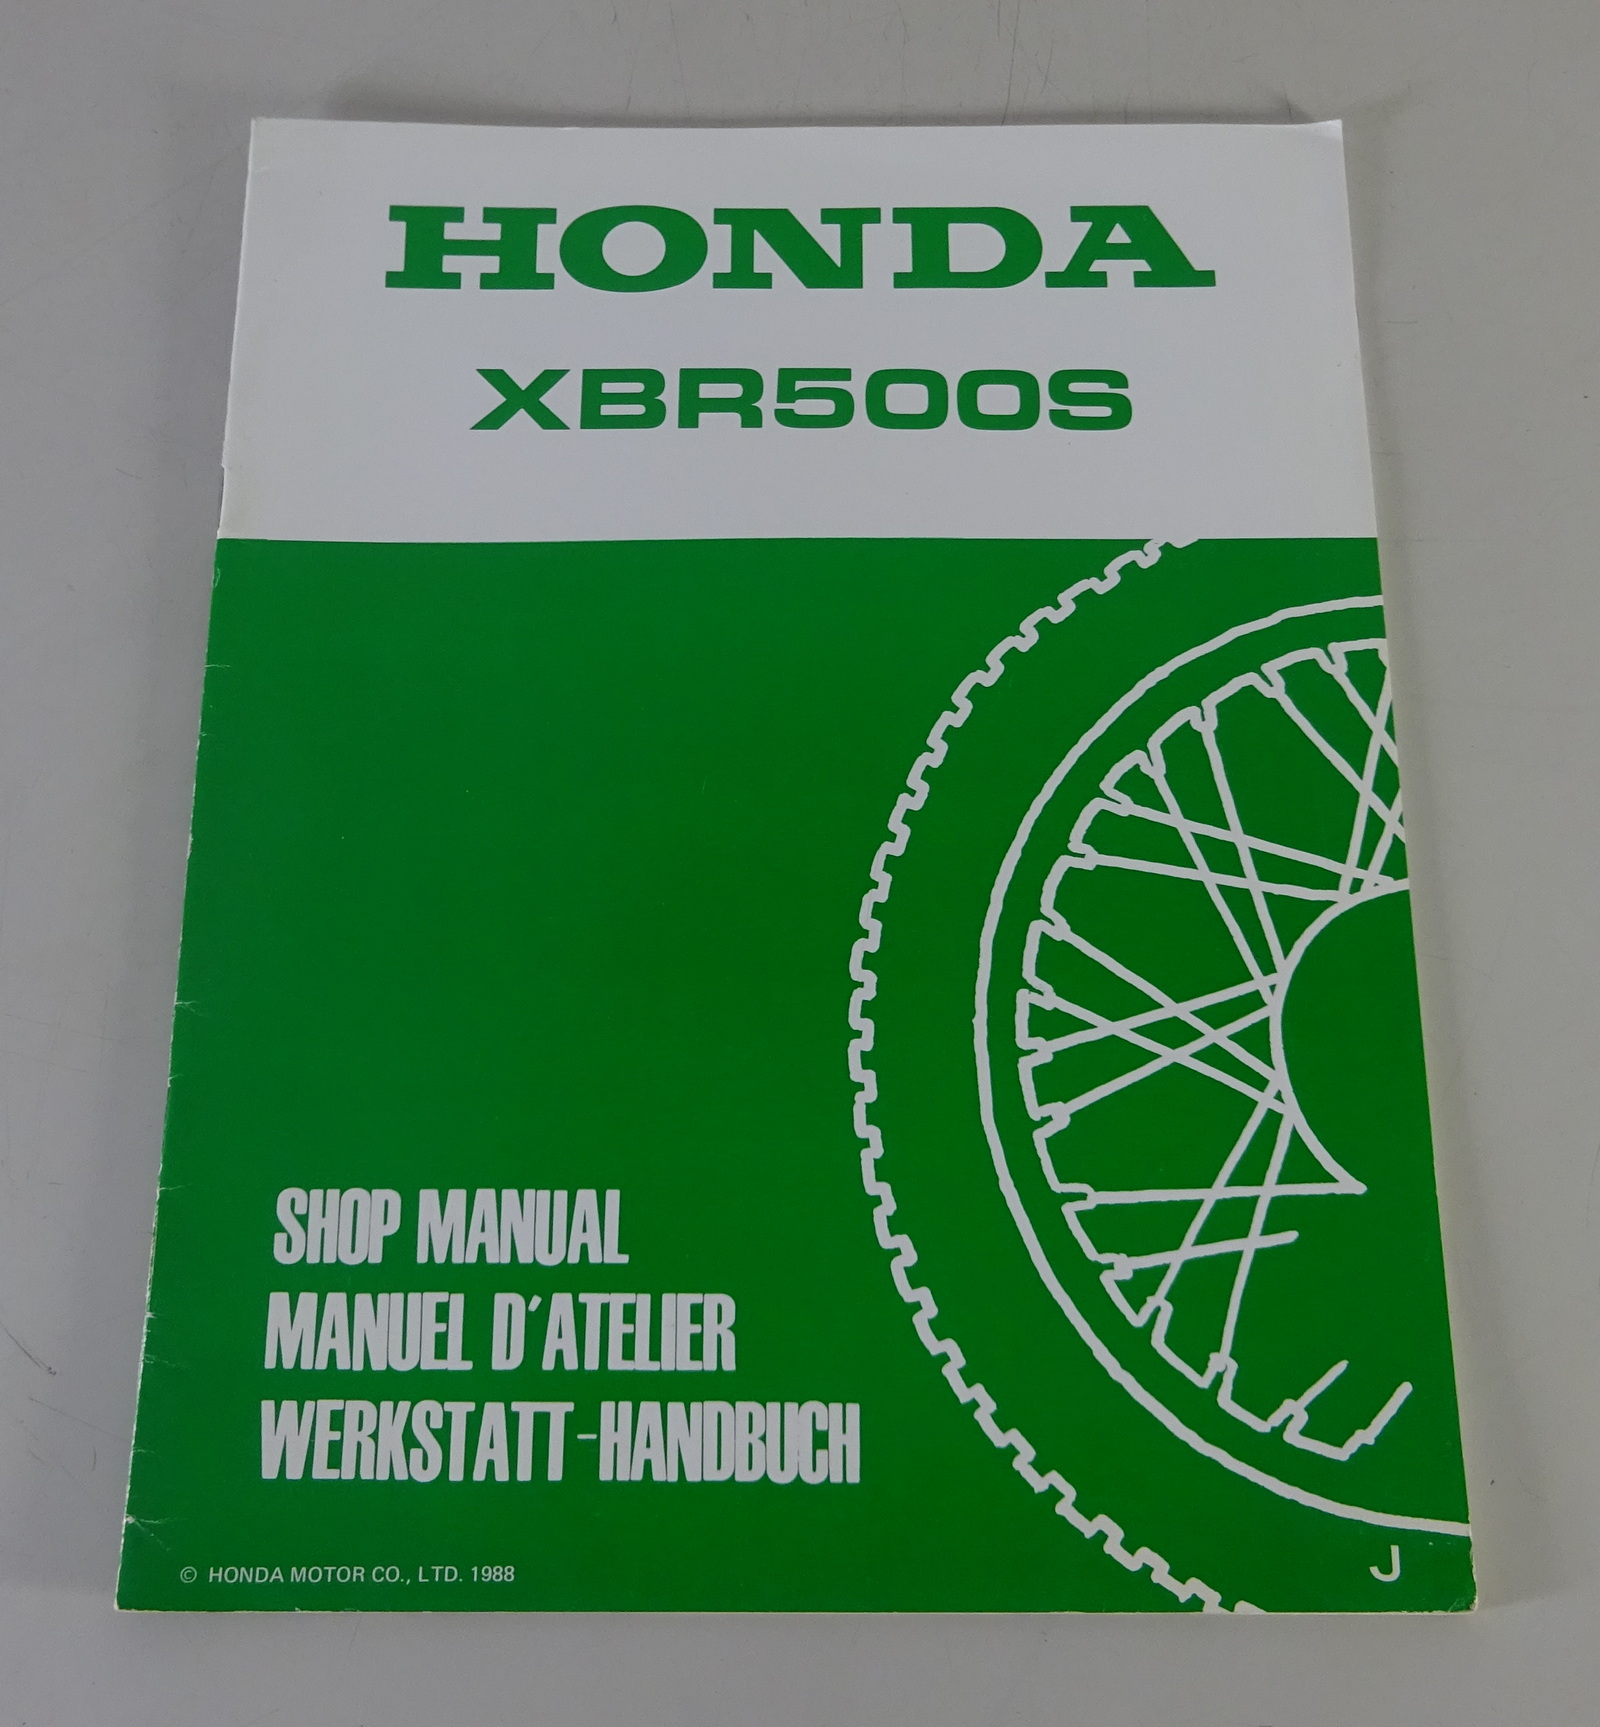 HONDA
XBR500S
SHOP MANUAL
MANUEL D'ATELIER
WERKSTATT-HANDBUCH
© HONDA MOTOR CO., LTD. 1988
J